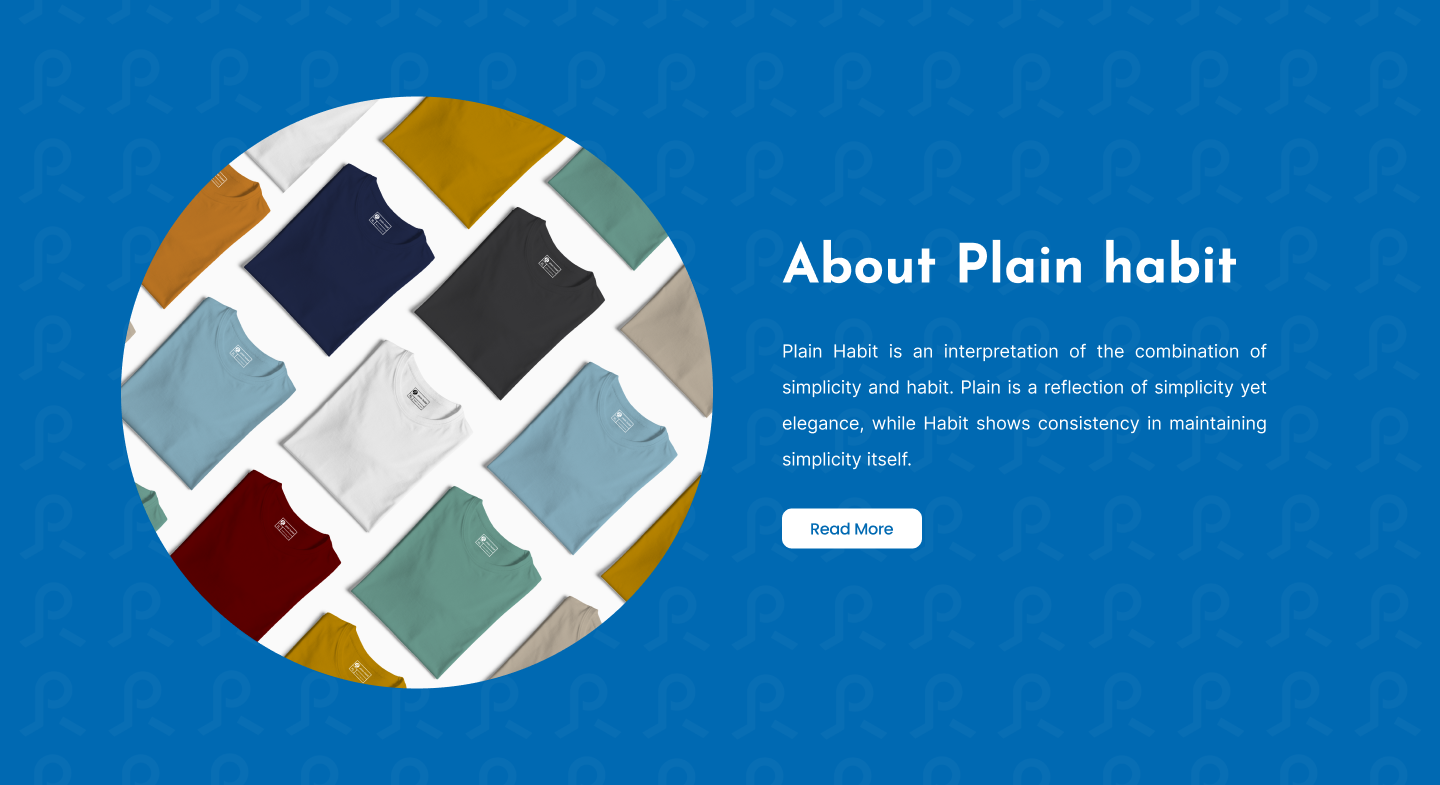 About Plain habit
Plain Habit is an interpretation of the combination of
simplicity and habit. Plain is a reflection of simplicity yet
elegance, while Habit shows consistency in maintaining
simplicity itself.
Read More